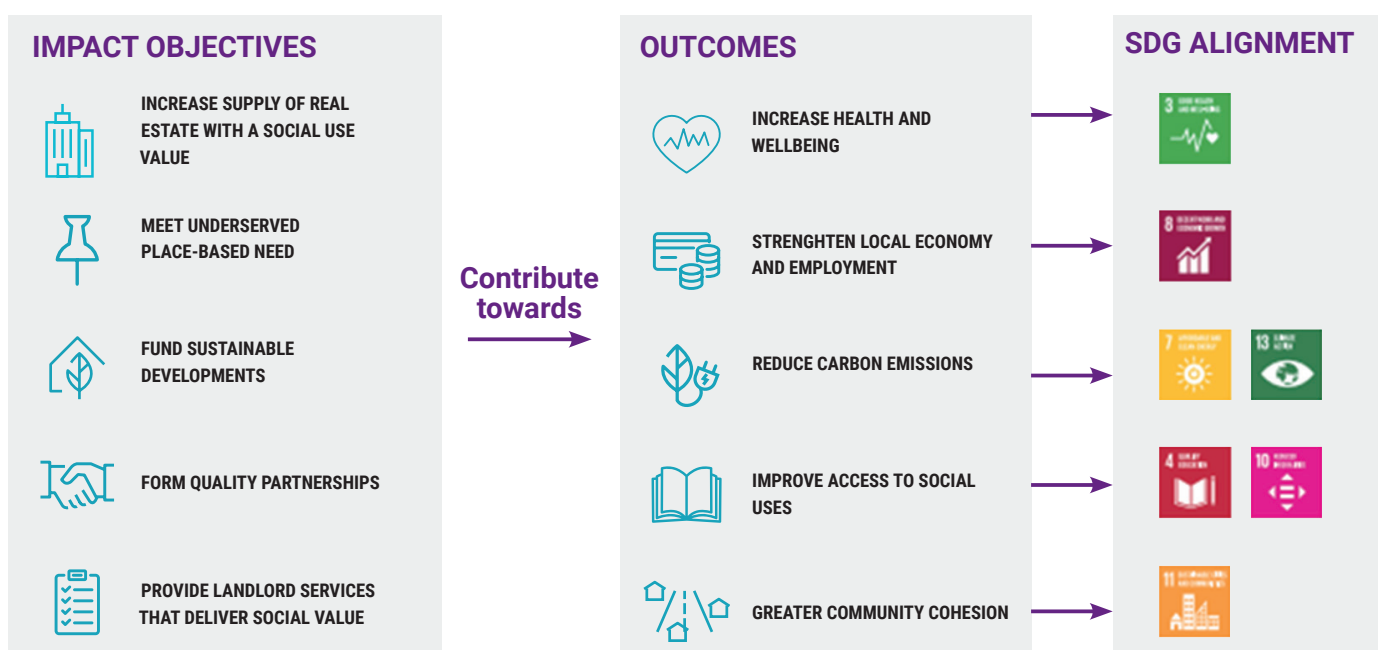 IMPACT OBJECTIVES
INCREASE SUPPLY OF REAL
ESTATE WITH A SOCIAL USE
VALUE
MEET UNDERSERVED
PLACE-BASED NEED
FUND SUSTAINABLE
DEVELOPMENTS
FORM QUALITY PARTNERSHIPS
PROVIDE LANDLORD SERVICES
THAT DELIVER SOCIAL VALUE
Contribute
towards
OUTCOMES
INCREASE HEALTH AND
WELLBEING
STRENGHTEN LOCAL ECONOMY
AND EMPLOYMENT
REDUCE CARBON EMISSIONS
IMPROVE ACCESS TO SOCIAL
USES
GREATER COMMUNITY COHESION
SDG ALIGNMENT
3
8
7
13
4
10
11